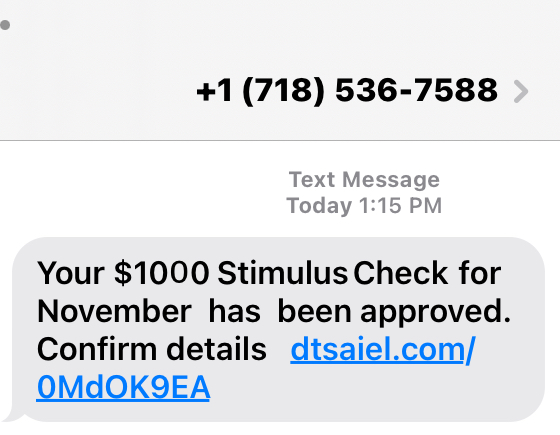 +1 (718) 536-7588
Text Message
Today 1:15 PM
Your $1000 Stimulus Check for
November has been approved.
Confirm details dtsaiel.com/
0MdOK9EA